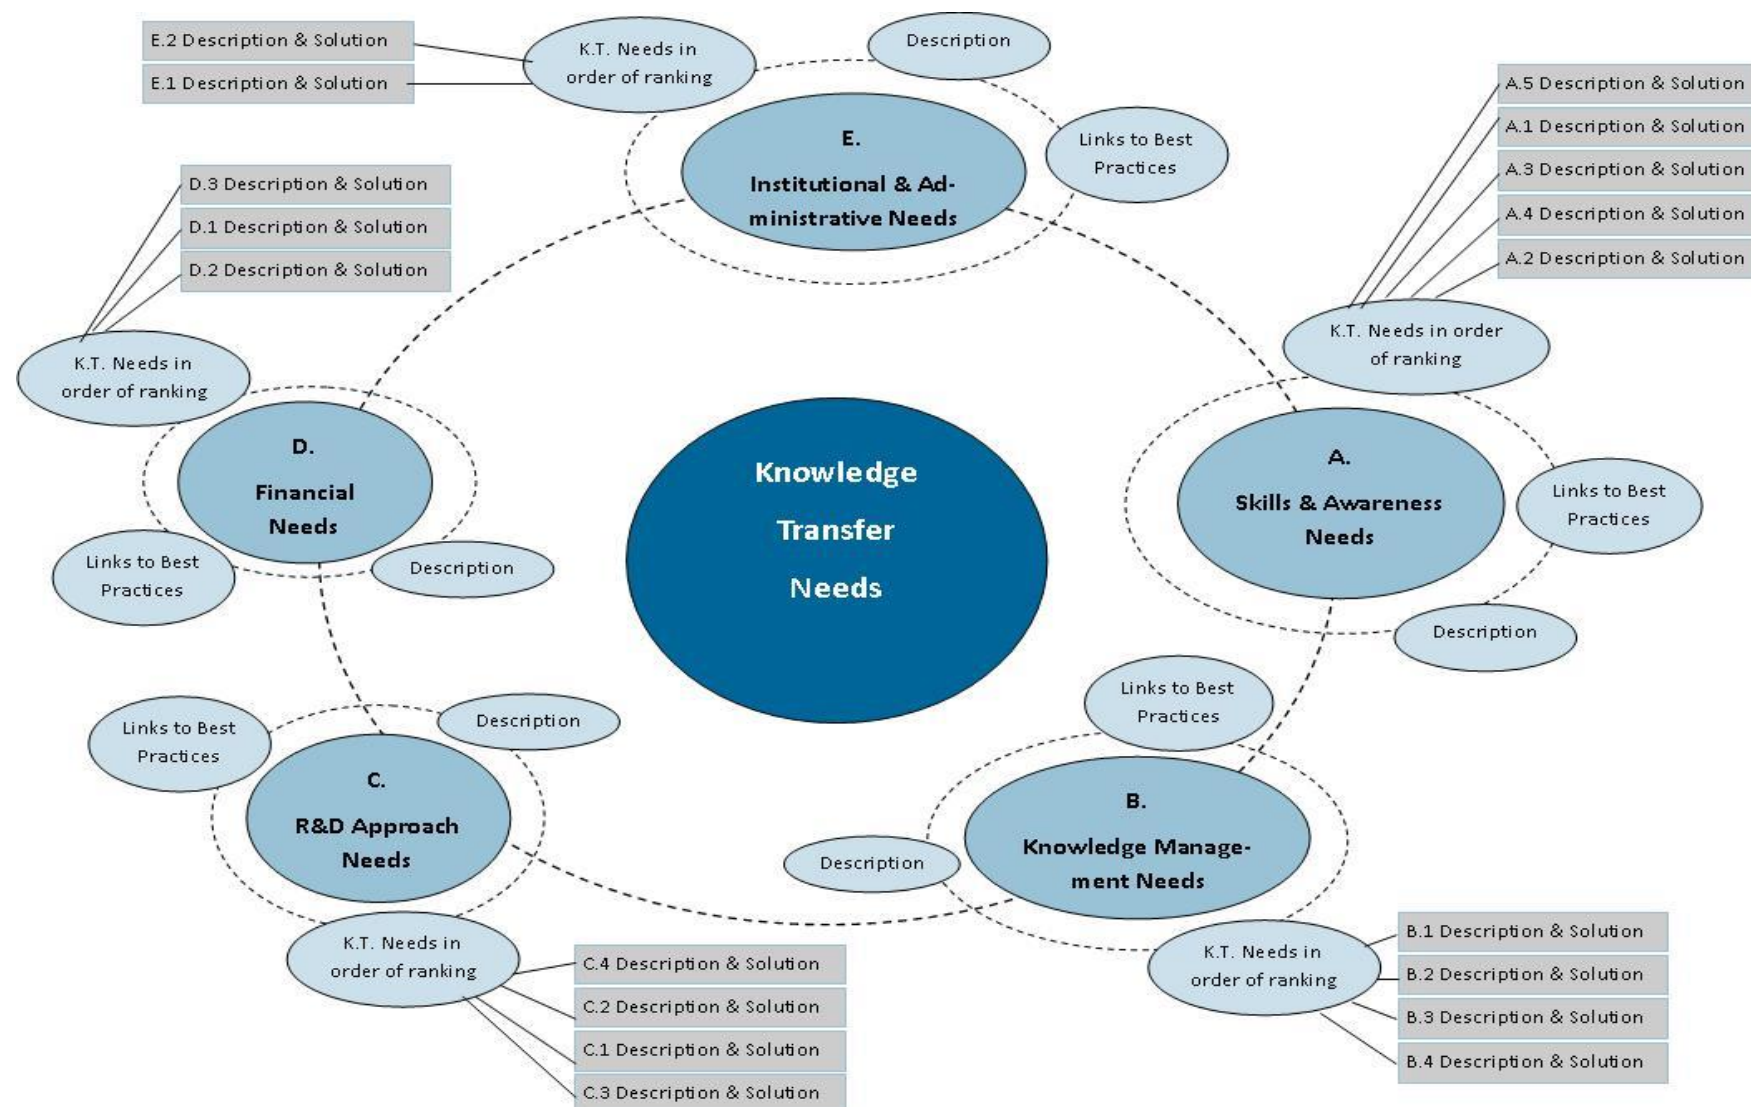 E.2 Description & Solution
E.1 Description & Solution
K.T. Needs in
order of ranking
Description
Links to Best
Practices
E.
Institutional & Ad-
ministrative Needs
A.5 Description & Solution
A.1 Description & Solution
A.3 Description & Solution
A.4 Description & Solution
A.2 Description & Solution
K.T. Needs in order
of ranking
D.3 Description & Solution
D.1 Description & Solution
D.2 Description & Solution
K.T. Needs in
order of ranking
D.
Financial
Needs
Links to Best
Practices
Description
Knowledge
Transfer
Needs
A.
Skills & Awareness
Needs
Links to Best
Practices
Description
Links to Best
Practices
Description
C.
R&D Approach
Needs
K.T. Needs in
order of ranking
C.4 Description & Solution
C.2 Description & Solution
C.1 Description & Solution
C.3 Description & Solution
Links to Best
Practices
Description
B.
Knowledge Manage-
ment Needs
K.T. Needs in
order of ranking
B.1 Description & Solution
B.2 Description & Solution
B.3 Description & Solution
B.4 Description & Solution